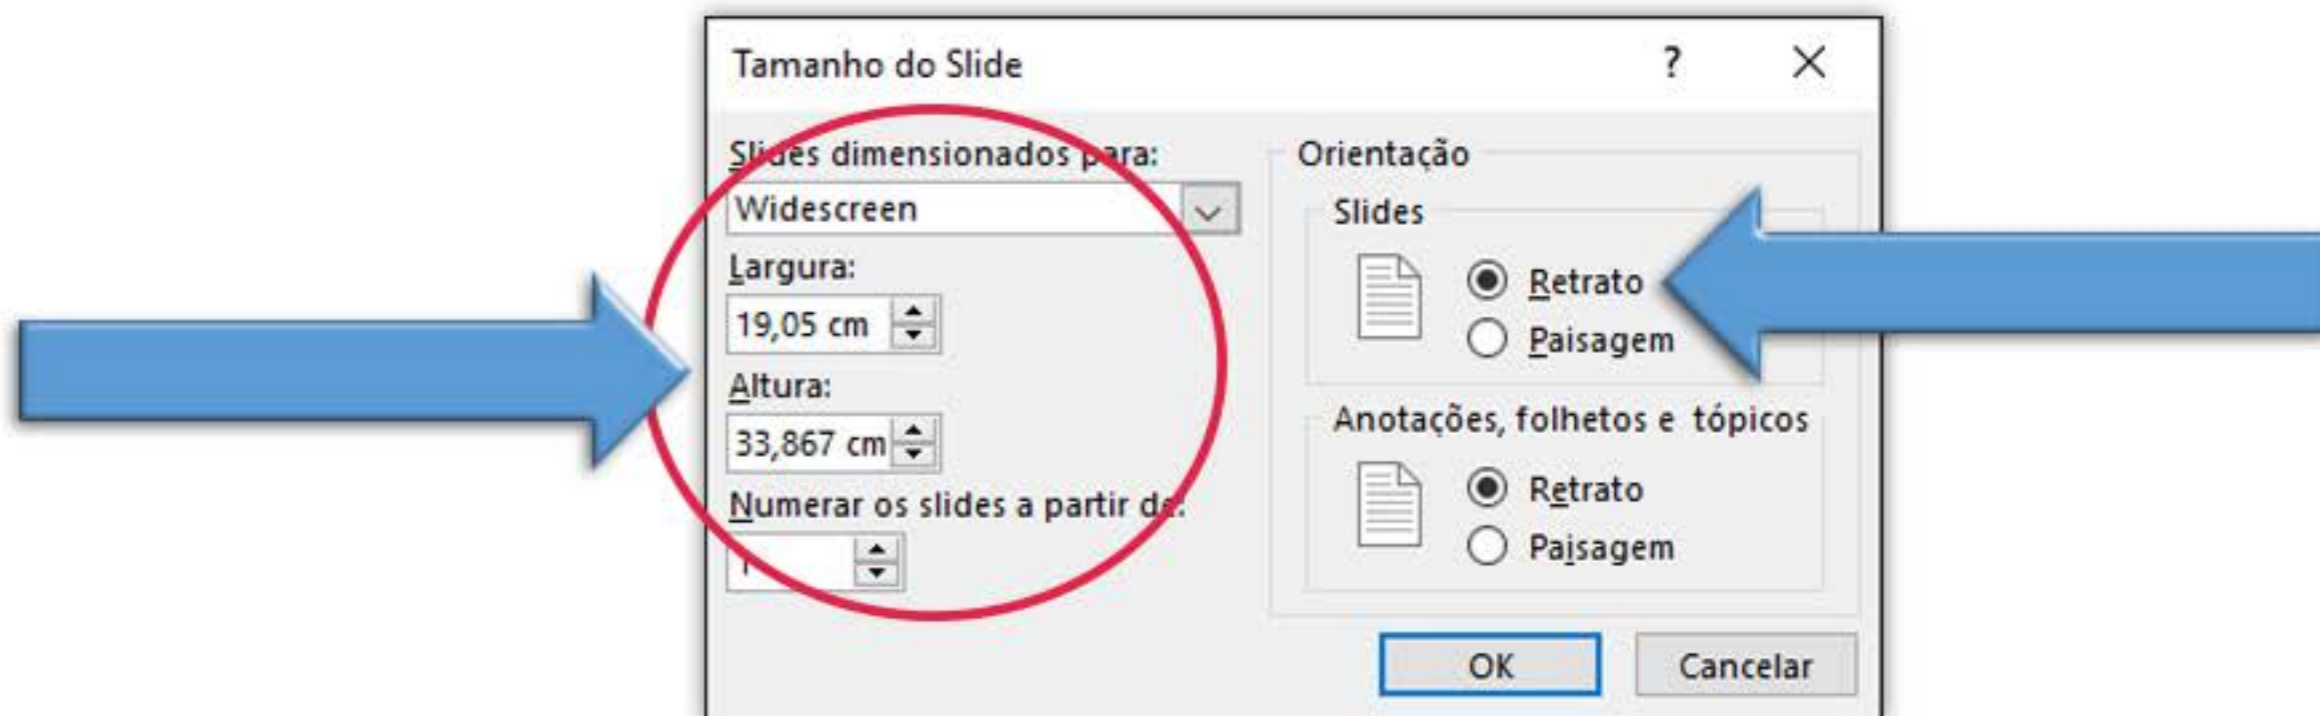 Tamanho do Slide
?
Slides dimensionados para:
Widescreen
Largura:
19,05 cm
Altura:
33,867 cm
Numerar os slides a partir de:
1
Orientação
Slides
Retrato
Paisagem
Anotações, folhetos e tópicos
Retrato
Paisagem
OK
Cancelar